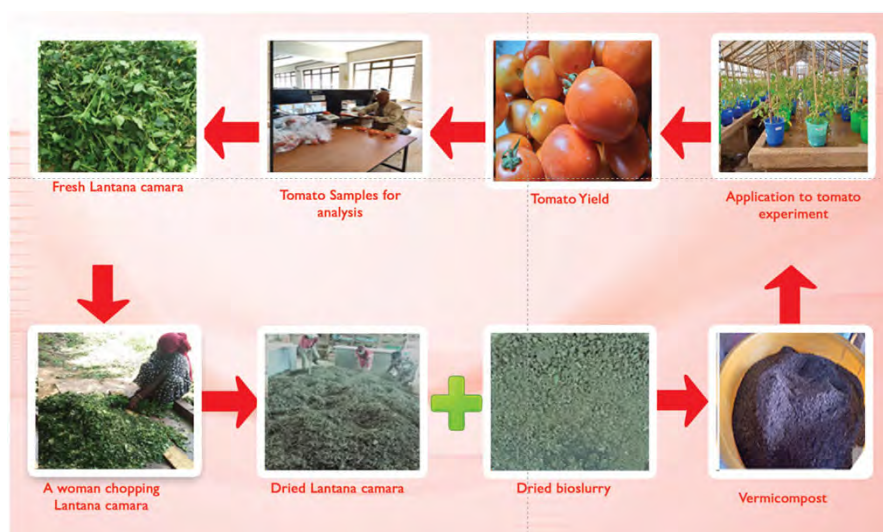 Fresh Lantana camara
Tomato Samples for
analysis
Tomato Yield
Application to tomato
experiment
A woman chopping
Lantana camara
Dried Lantana camara
Dried bioslurry
Vermicompost